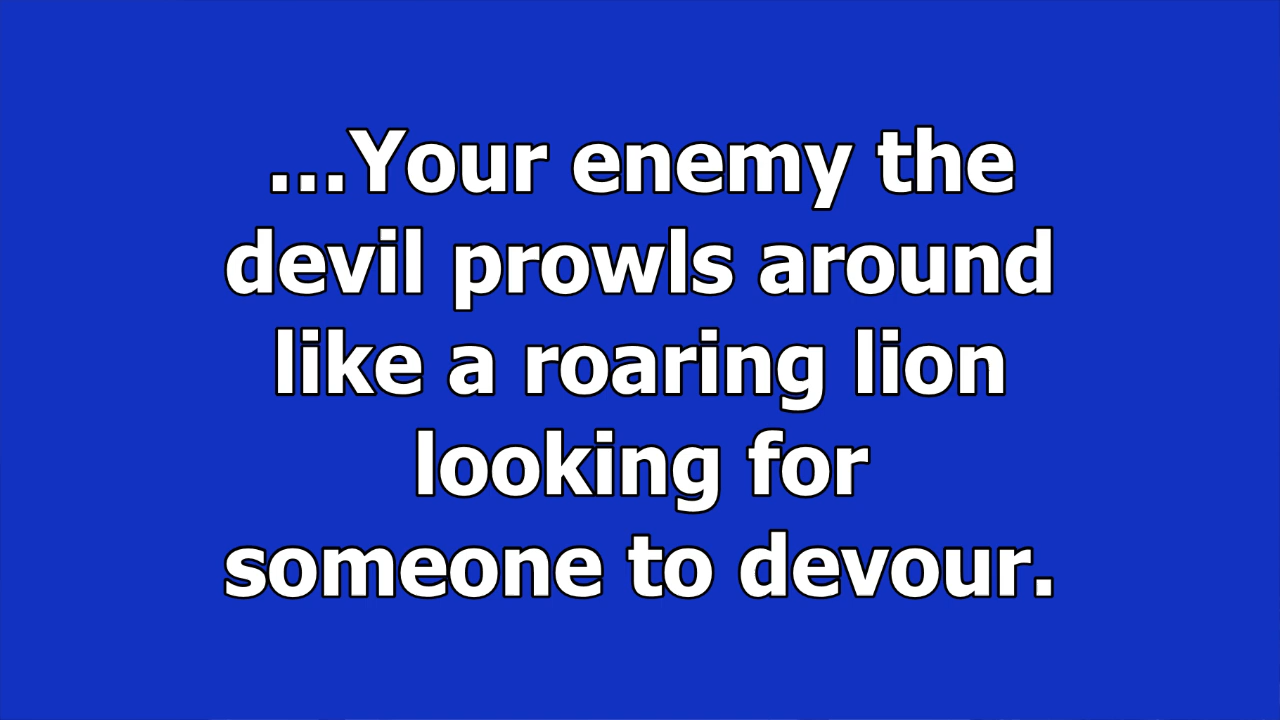 ...Your enemy the
devil prowls around
like a roaring lion
looking for
someone to devour.